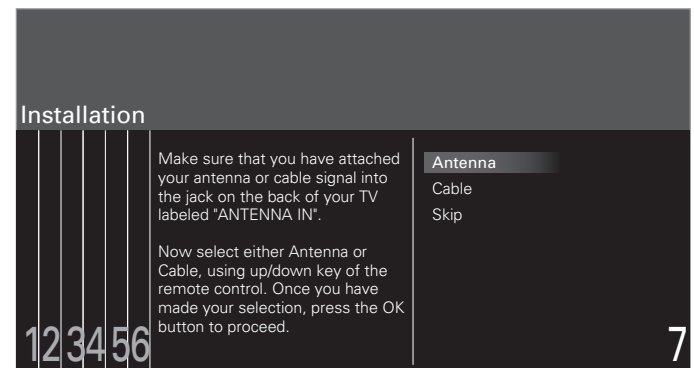 Installation
Make sure that you have attached
your antenna or cable signal into
the jack on the back of your TV
labeled "ANTENNA IN".
Now select either Antenna or
Cable, using up/down key of the
remote control. Once you have
made your selection, press the OK
button to proceed.
Antenna
Cable
Skip
123456
7